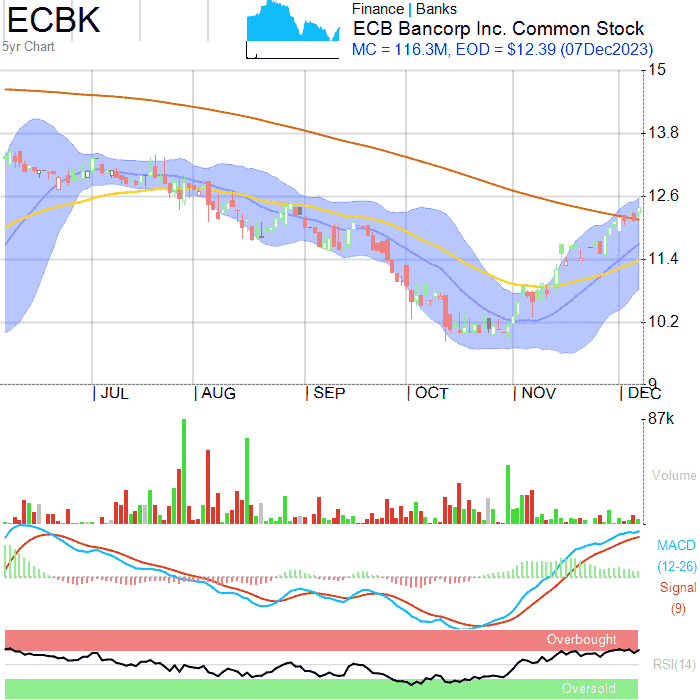 ECBK
5yr Chart
Finance | Banks
ECB Bancorp Inc. Common Stock
MC = 116.3M, EOD = $12.39 (07Dec2023)
15
13.8
12.6
11.4
10.2
9
JUL AUG SEP OCT NOV DEC
87k
Volume
MACD
(12-26)
Signal
(9)
Overbought
RSI(14)
Oversold